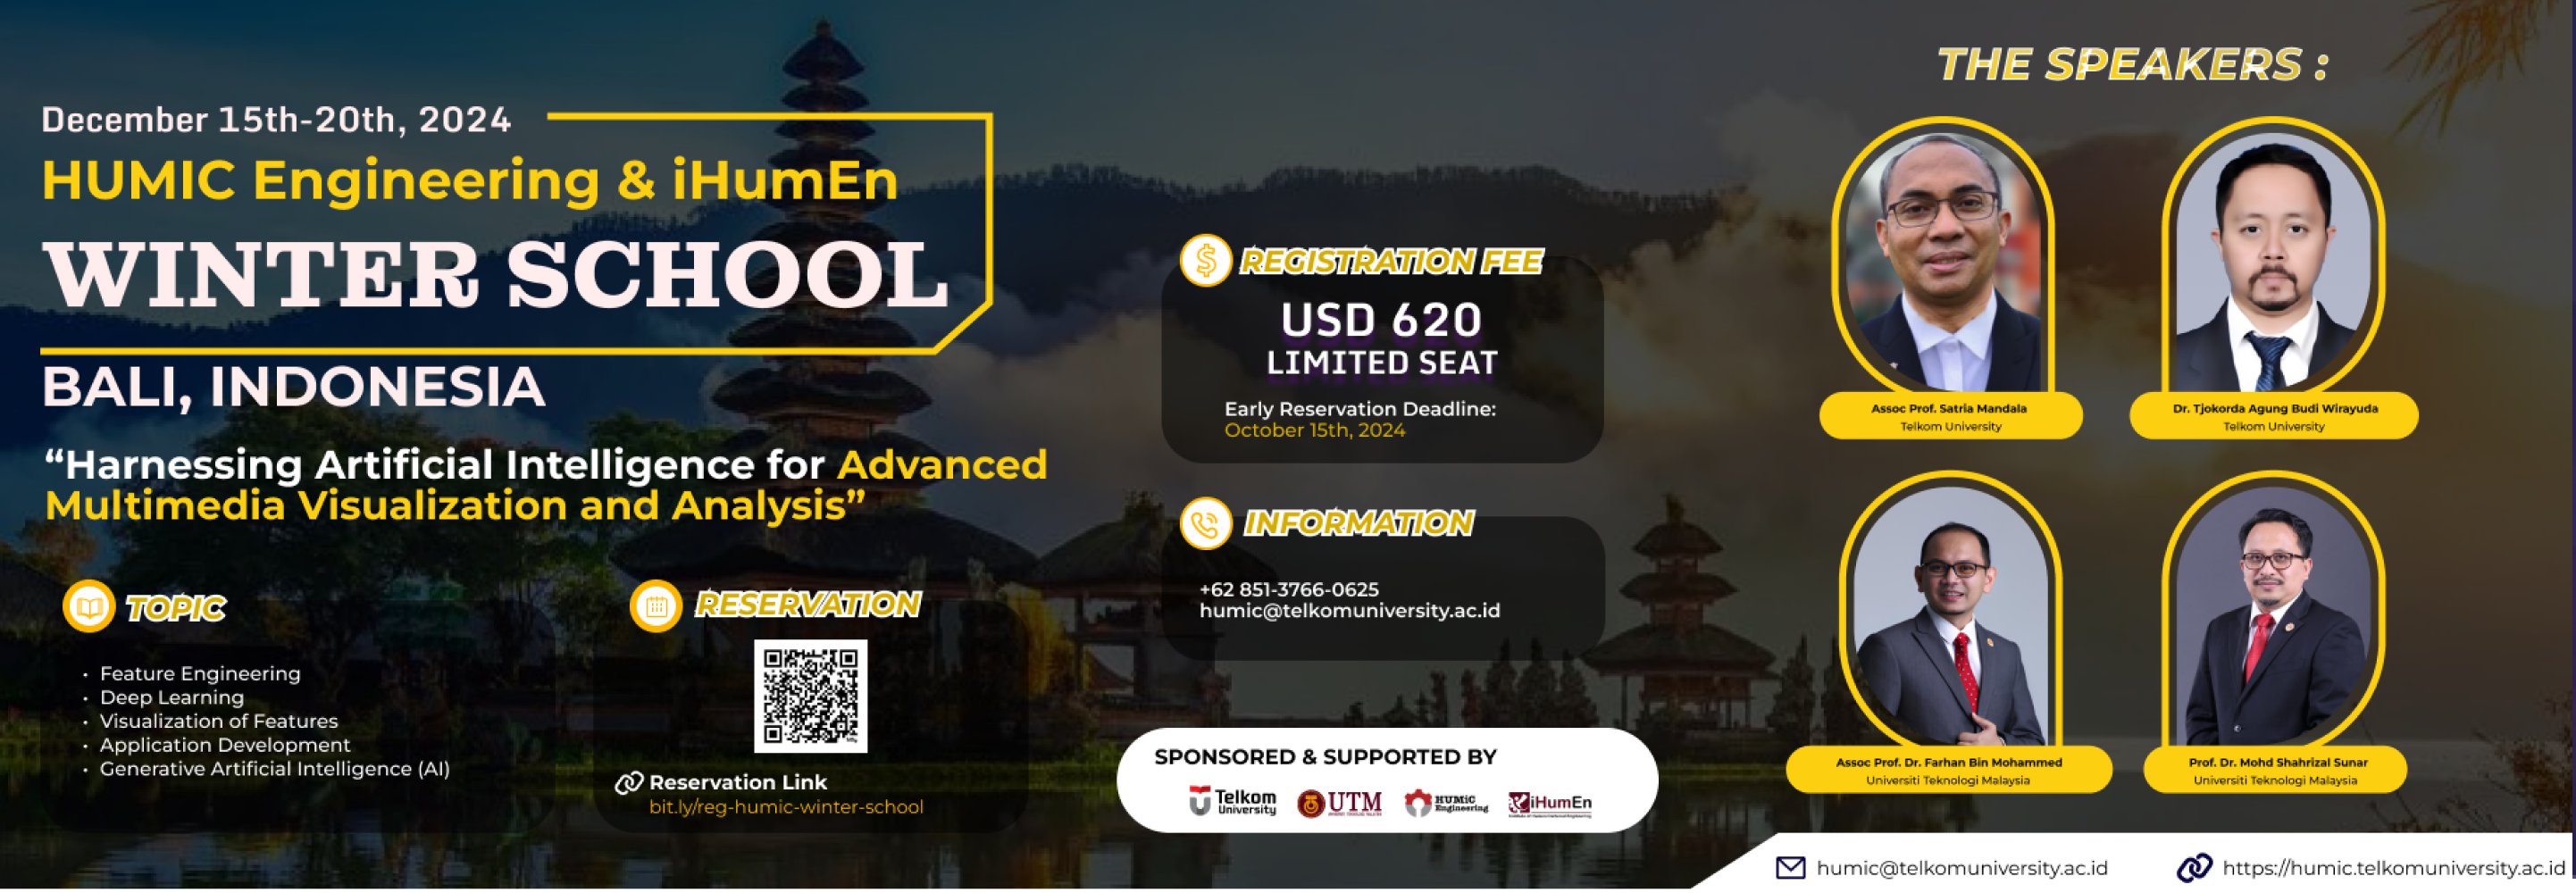 December 15th-20th, 2024
HUMIC Engineering & iHumEn
WINTER SCHOOL
BALI, INDONESIA
“Harnessing Artificial Intelligence for Advanced
Multimedia Visualization and Analysis”
TOPIC
• Feature Engineering
• Deep Learning
• Visualization of Features
• Application Development
• Generative Artificial Intelligence (AI)
RESERVATION
Reservation Link
bit.ly/reg-humic-winter-school
REGISTRATION FEE
USD 620
LIMITED SEAT
Early Reservation Deadline:
October 15th, 2024
INFORMATION
+62 851-3766-0625
humic@telkomuniversity.ac.id
SPONSORED & SUPPORTED BY
Telkom
University
UTM
HUMIC
Engineering
iHumEn
THE SPEAKERS :
Assoc Prof. Satria Mandala
Telkom University
Dr. Tjokorda Agung Budi Wirayuda
Telkom University
Assoc Prof. Dr. Farhan Bin Mohammed
Universiti Teknologi Malaysia
Prof. Dr. Mohd Shahrizal Sunar
Universiti Teknologi Malaysia
humic@telkomuniversity.ac.id
https://humic.telkomuniversity.ac.id